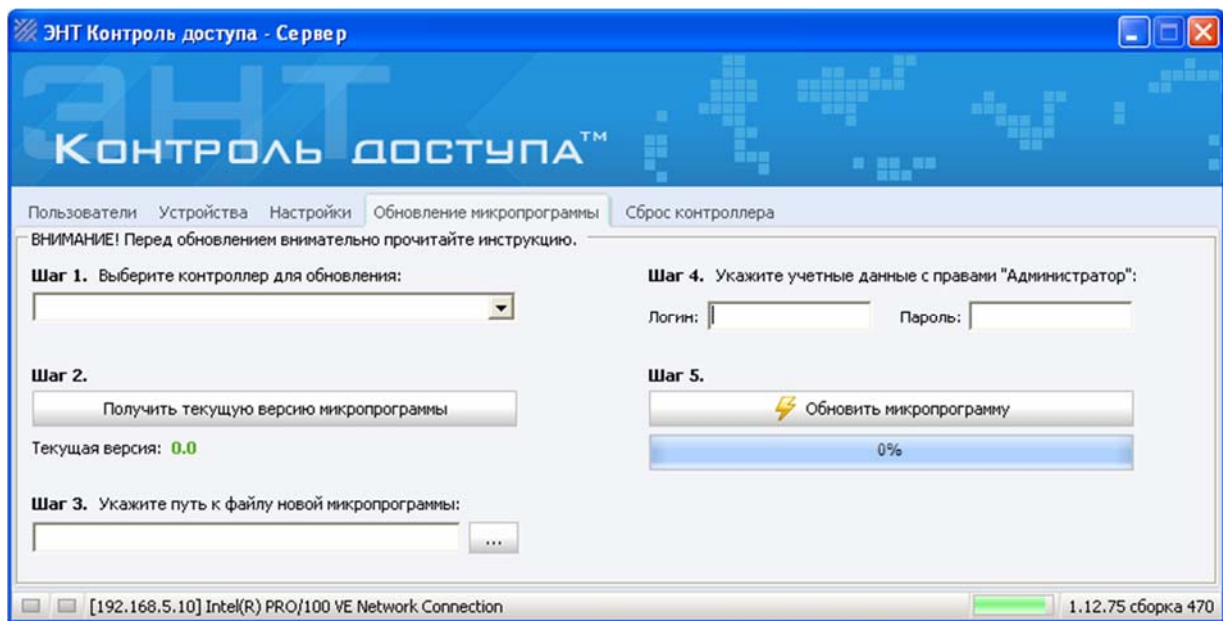 ЭНТ Контроль доступа - Сервер
ЭНТ
КОНТРОЛЬ ДОСТУПА™
Пользователи Устройства Настройки Обновление микропрограммы Сброс контроллера
ВНИМАНИЕ! Перед обновлением внимательно прочитайте инструкцию.
Шаг 1. Выберите контроллер для обновления:
Шаг 2.
Получить текущую версию микропрограммы
Текущая версия: 0.0
Шаг 3. Укажите путь к файлу новой микропрограммы:
...
Шаг 4. Укажите учетные данные с правами "Администратор":
Логин: Пароль:
Шаг 5.
Обновить микропрограмму
0%
[192.168.5.10] Intel(R) PRO/100 VE Network Connection 1.12.75 сборка 470